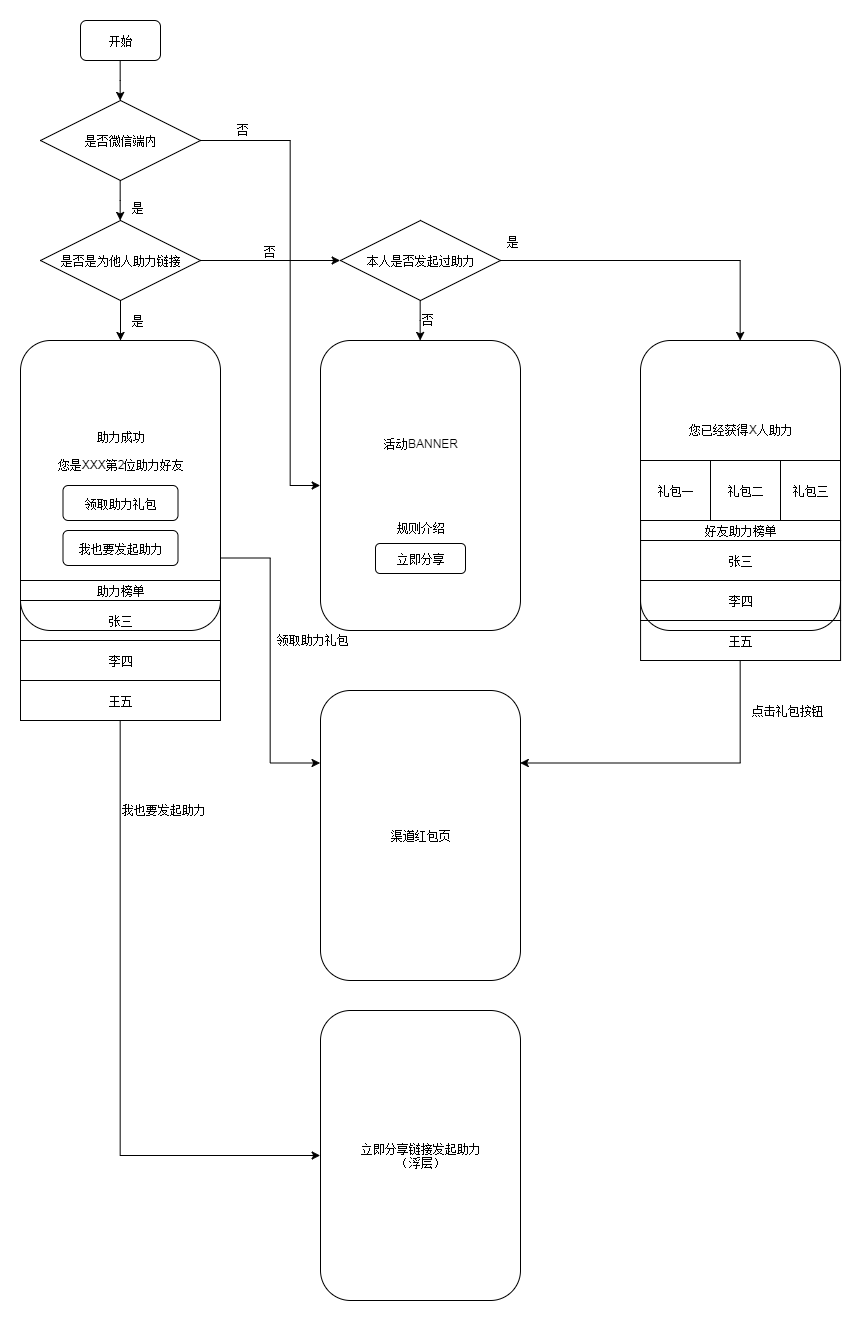 开始
是否微信端内
否
是
是否是为他人助力链接
否
本人是否发起过助力
是
是
否
助力成功
您是XXX第2位助力好友
领取助力礼包
我也要发起助力
助力榜单
张三
李四
王五
活动BANNER
规则介绍
立即分享
您已经获得X人助力
礼包一
礼包二
礼包三
好友助力榜单
张三
李四
王五
领取助力礼包
点击礼包按钮
我也要发起助力
渠道红包页
立即分享链接发起助力
（浮层）